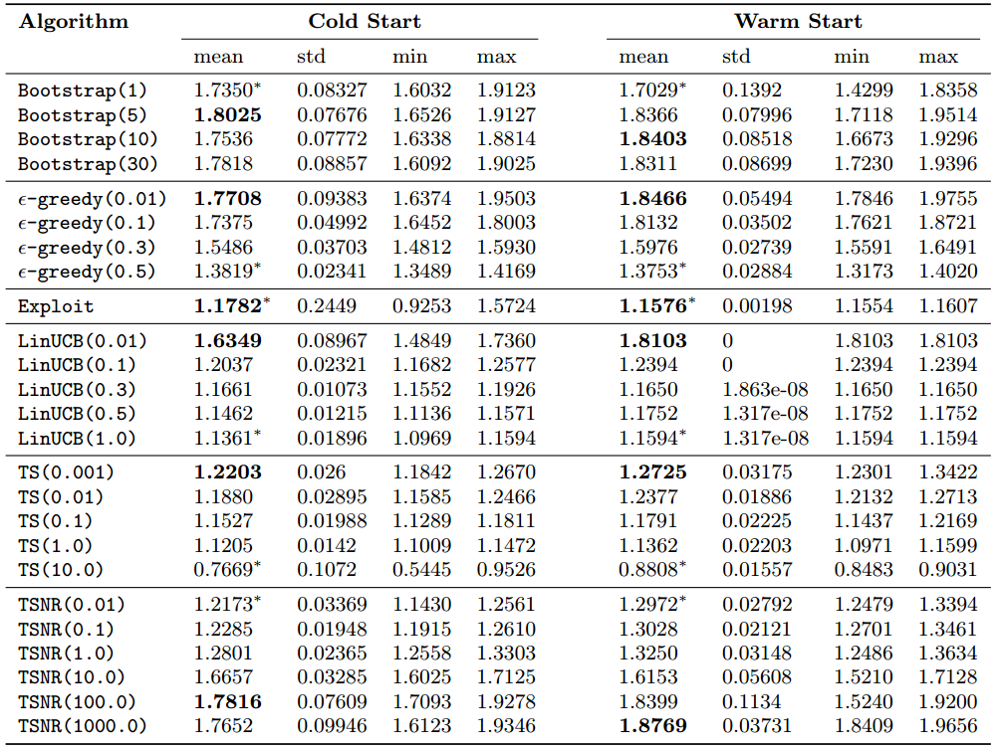 Algorithm Cold Start Warm Start
mean std min max mean std min max
Bootstrap(1) 1.7350* 0.08327 1.6032 1.9123 1.7029* 0.1392 1.4299 1.8358
Bootstrap(5) 1.8025 0.07676 1.6526 1.9127 1.8366 0.07996 1.7118 1.9514
Bootstrap(10) 1.7536 0.07772 1.6338 1.8814 1.8403 0.08518 1.6673 1.9296
Bootstrap(30) 1.7818 0.08857 1.6092 1.9025 1.8311 0.08699 1.7230 1.9396
ϵ-greedy(0.01) 1.7708 0.09383 1.6374 1.9503 1.8466 0.05494 1.7846 1.9755
ϵ-greedy(0.1) 1.7375 0.04992 1.6452 1.8003 1.8132 0.03502 1.7621 1.8721
ϵ-greedy(0.3) 1.5486 0.03703 1.4812 1.5930 1.5976 0.02739 1.5591 1.6491
ϵ-greedy(0.5) 1.3819* 0.02341 1.3489 1.4169 1.3753* 0.02884 1.3173 1.4020
Exploit 1.1782* 0.2449 0.9253 1.5724 1.1576* 0.00198 1.1554 1.1607
LinUCB(0.01) 1.6349 0.08967 1.4849 1.7360 1.8103 0 1.8103 1.8103
LinUCB(0.1) 1.2037 0.02321 1.1682 1.2577 1.2394 0 1.2394 1.2394
LinUCB(0.3) 1.1661 0.01073 1.1552 1.1926 1.1650 1.863e-08 1.1650 1.1650
LinUCB(0.5) 1.1462 0.01215 1.1136 1.1571 1.1752 1.317e-08 1.1752 1.1752
LinUCB(1.0) 1.1361* 0.01896 1.0969 1.1594 1.1594* 1.317e-08 1.1594 1.1594
TS(0.001) 1.2203 0.026 1.1842 1.2670 1.2725 0.03175 1.2301 1.3422
TS(0.01) 1.1880 0.02895 1.1585 1.2466 1.2377 0.01886 1.2132 1.2713
TS(0.1) 1.1527 0.01988 1.1289 1.1811 1.1791 0.02225 1.1437 1.2169
TS(1.0) 1.1205 0.0142 1.1009 1.1472 1.1362 0.02203 1.0971 1.1599
TS(10.0) 0.7669* 0.1072 0.5445 0.9526 0.8808* 0.01557 0.8483 0.9031
TSNR(0.01) 1.2173* 0.03369 1.1430 1.2561 1.2972* 0.02792 1.2479 1.3394
TSNR(0.1) 1.2285 0.01948 1.1915 1.2610 1.3028 0.02121 1.2701 1.3461
TSNR(1.0) 1.2801 0.02365 1.2558 1.3303 1.3250 0.03148 1.2486 1.3634
TSNR(10.0) 1.6657 0.03285 1.6025 1.7125 1.6153 0.05608 1.5210 1.7128
TSNR(100.0) 1.7816 0.07609 1.7093 1.9278 1.8399 0.1134 1.5240 1.9200
TSNR(1000.0) 1.7652 0.09946 1.6123 1.9346 1.8769 0.03731 1.8409 1.9656